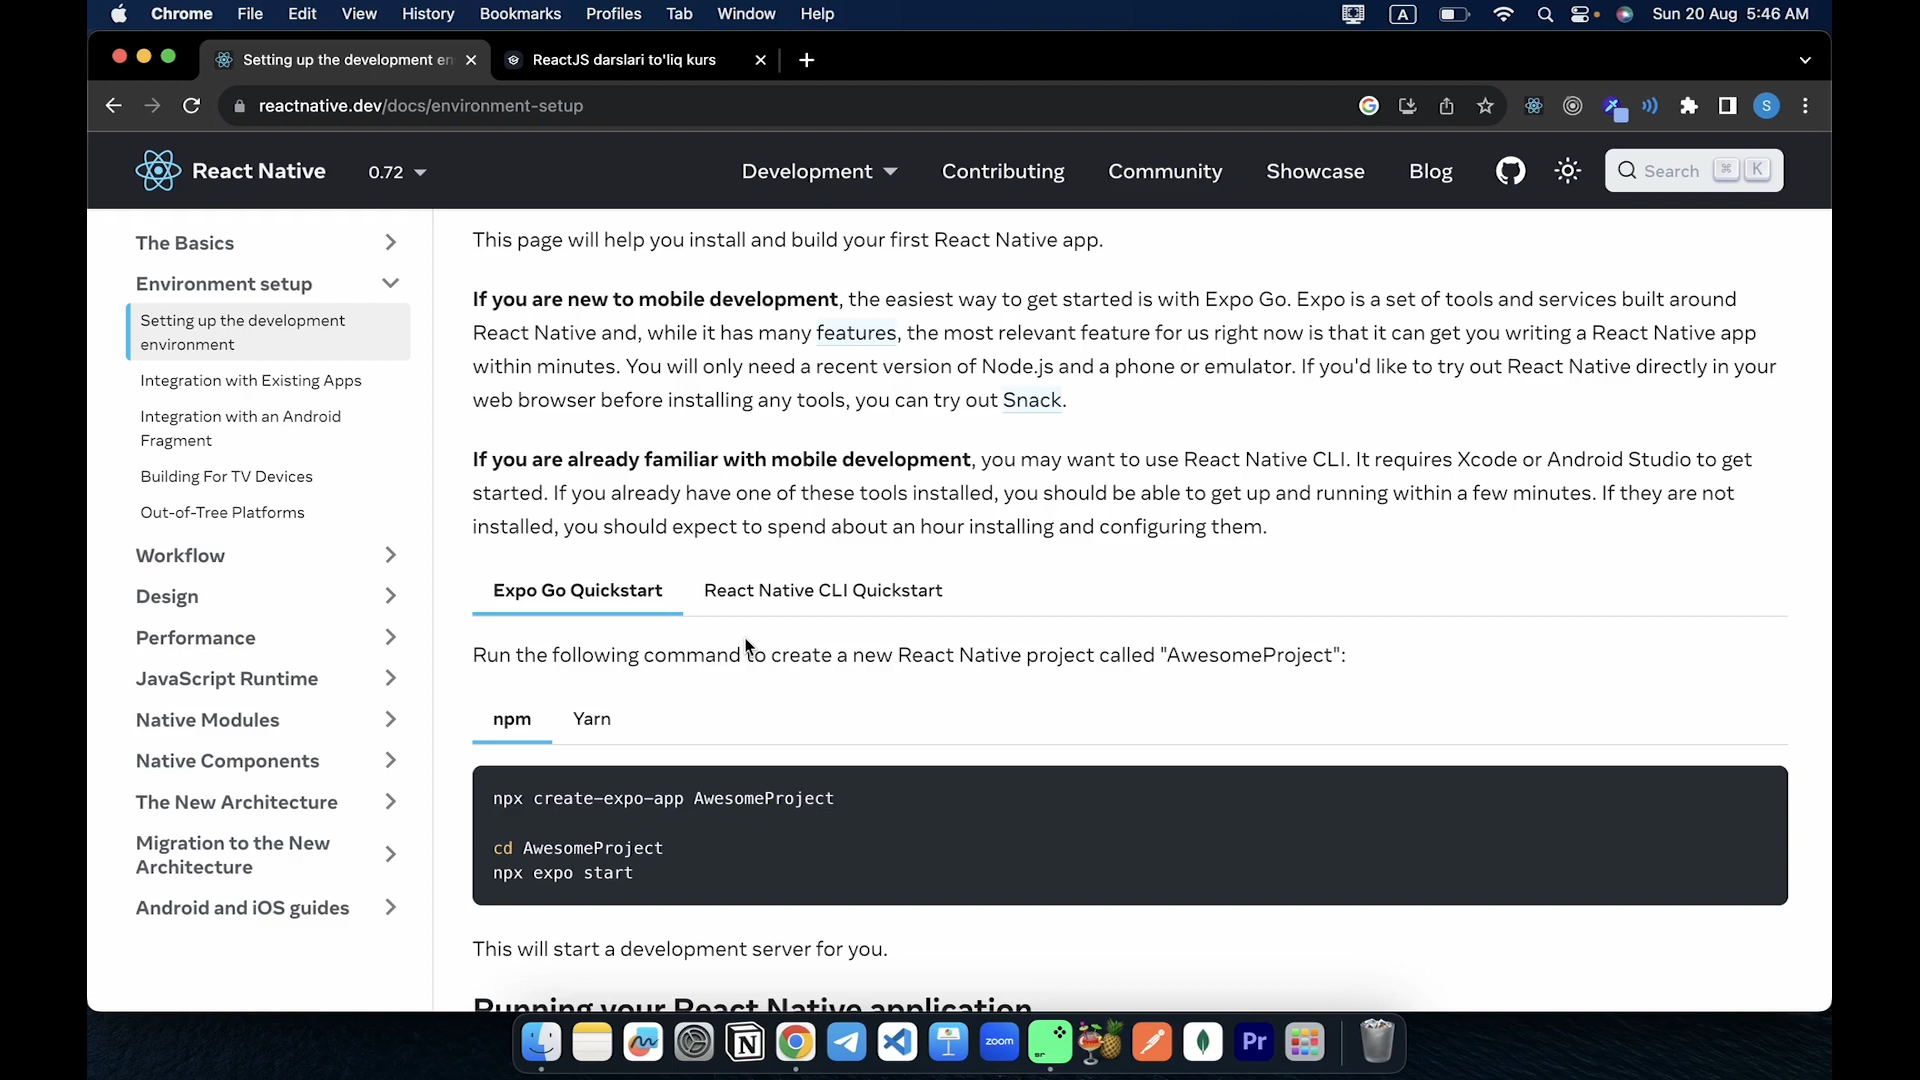 Chrome File Edit View History Bookmarks Profiles Tab Window Help A Sun 20 Aug 5:46 AM
Setting up the development en ReactJS darslari to'liq kurs
reactnative.dev/docs/environment-setup S
React Native 0.72 Development Contributing Community Showcase Blog Search ⌘ K
The Basics
Environment setup
Setting up the development
environment
Integration with Existing Apps
Integration with an Android
Fragment
Building For TV Devices
Out-of-Tree Platforms
Workflow
Design
Performance
JavaScript Runtime
Native Modules
Native Components
The New Architecture
Migration to the New
Architecture
Android and iOS guides
This page will help you install and build your first React Native app.
If you are new to mobile development, the easiest way to get started is with Expo Go. Expo is a set of tools and services built around
React Native and, while it has many features, the most relevant feature for us right now is that it can get you writing a React Native app
within minutes. You will only need a recent version of Node.js and a phone or emulator. If you'd like to try out React Native directly in your
web browser before installing any tools, you can try out Snack.
If you are already familiar with mobile development, you may want to use React Native CLI. It requires Xcode or Android Studio to get
started. If you already have one of these tools installed, you should be able to get up and running within a few minutes. If they are not
installed, you should expect to spend about an hour installing and configuring them.
Expo Go Quickstart React Native CLI Quickstart
Run the following command to create a new React Native project called "AwesomeProject":
npm Yarn
npx create-expo-app AwesomeProject
cd AwesomeProject
npx expo start
This will start a development server for you.
Running your React Native application
zoom sr Pr